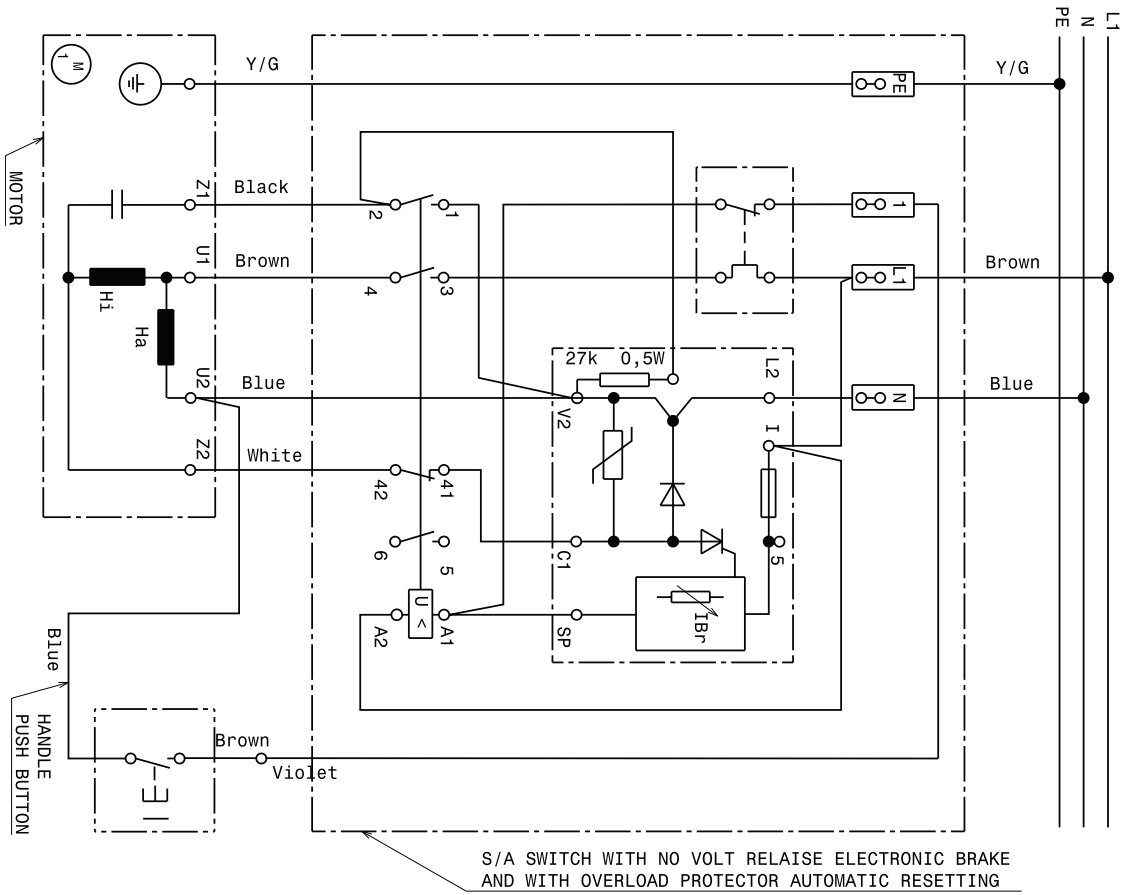 PE
N
L1
Y/G
PE
Y/G
M
1
MOTOR
Z1
Black
2
1
1
U1
Brown
4
3
L1
Brown
Hi
Ha
27k
0,5W
L2
U2
Blue
V2
N
Blue
I
Z2
White
42
41
6
5
C1
5
U <
A2
A1
SP
IBr
Blue
HANDLE
PUSH BUTTON
Brown
Violet
S/A SWITCH WITH NO VOLT RELAISE ELECTRONIC BRAKE
AND WITH OVERLOAD PROTECTOR AUTOMATIC RESETTING